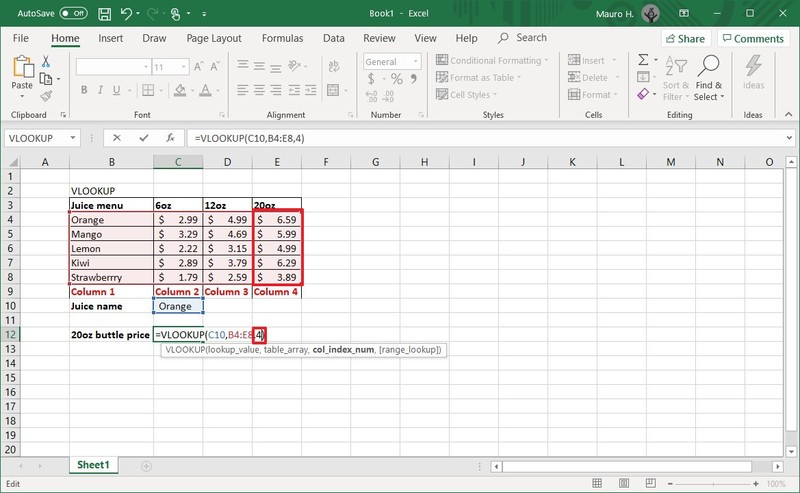 AutoSave Off Book1 - Excel Mauro H.
File Home Insert Draw Page Layout Formulas Data Review View Help Search Share Comments
General Conditional Formatting Insert
11 A A ab $ % , Format as Table Delete Sort & Find & Ideas
Paste B I U A Cell Styles Format Filter Select
Clipboard Font Alignment Number Styles Cells Editing Ideas
VLOOKUP fx =VLOOKUP(C10,B4:E8,4)
A B C D E F G H I J K L M N O
1
2 VLOOKUP
3 Juice menu 6oz 12oz 20oz
4 Orange $ 2.99 $ 4.99 $ 6.59
5 Mango $ 3.29 $ 4.69 $ 5.99
6 Lemon $ 2.22 $ 3.15 $ 4.99
7 Kiwi $ 2.89 $ 3.79 $ 6.29
8 Strawberrry $ 1.79 $ 2.59 $ 3.89
9 Column 1 Column 2 Column 3 Column 4
10 Juice name Orange
11
12 20oz buttle price =VLOOKUP(C10,B4:E8,4)
13 VLOOKUP(lookup_value, table_array, col_index_num, [range_lookup])
14
15
16
17
18
19
20
Sheet1
Edit 100%